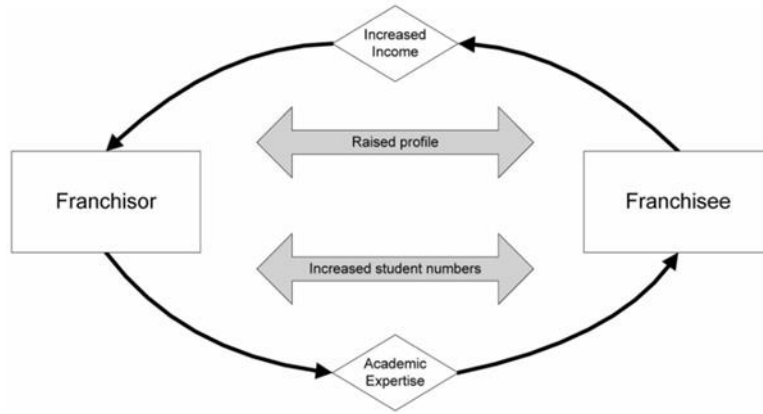 Increased
Income
Raised profile
Franchisor
Franchisee
Increased student numbers
Academic
Expertise